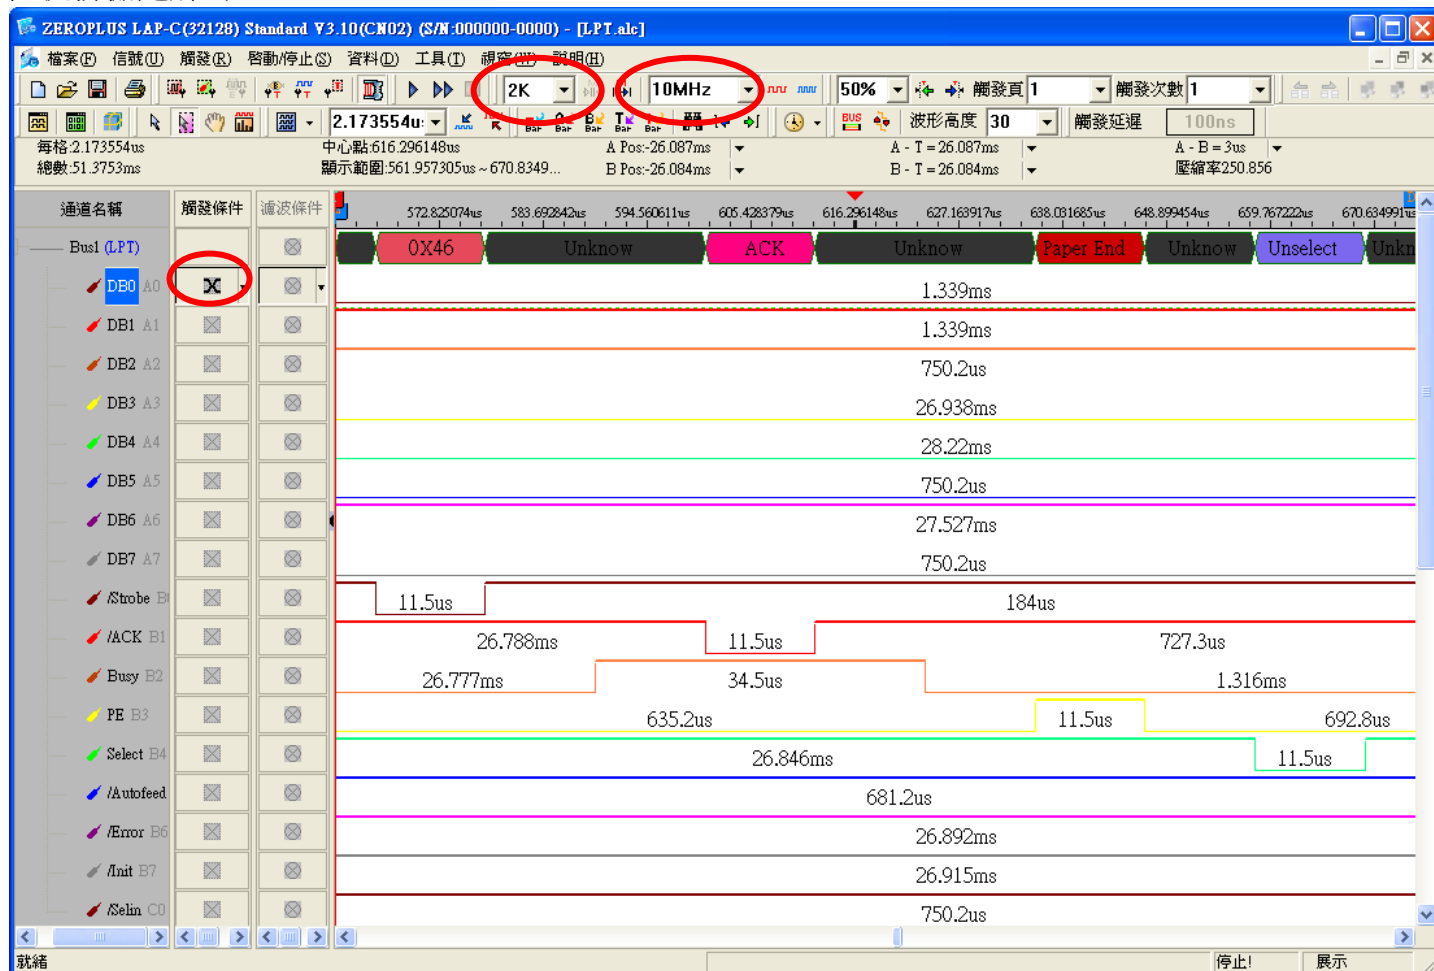 ZEROPLUS LAP-C(32128) Standard V3.10(CN02) (S/N:000000-0000) - [LPT.alc]
檔案(F) 信號(U) 觸發(R) 啓動/停止(S) 資料(D) 工具(T) 視窗(W) 説明(H)
2K 10MHz 50% 觸發頁 1 觸發次數 1
2.173554u: Bar Bar Bar Bar Bar BUS 波形高度 30 觸發延遲 100ns
每格:2.173554us 中心點:616.296148us A Pos:-26.087ms A - T = 26.087ms A - B = 3us
總數:51.3753ms 顯示範圍:561.957305us ~ 670.8349... B Pos:-26.084ms B - T = 26.084ms 壓縮率250.856
通道名稱 觸發條件 濾波條件 572.825074us 583.692842us 594.560611us 605.428379us 616.296148us 627.163917us 638.031685us 648.899454us 659.767222us 670.634991us
Bus1 (LPT) 0X46 Unknow ACK Unknow Paper End Unknow Unselect Unkn
DB0 A0 1.339ms
DB1 A1 1.339ms
DB2 A2 750.2us
DB3 A3 26.938ms
DB4 A4 28.22ms
DB5 A5 750.2us
DB6 A6 27.527ms
DB7 A7 750.2us
/Strobe B 11.5us 184us
/ACK B1 26.788ms 11.5us 727.3us
Busy B2 26.777ms 34.5us 1.316ms
PE B3 635.2us 11.5us 692.8us
Select B4 26.846ms 11.5us
/Autofeed 681.2us
/Error B6 26.892ms
/Init B7 26.915ms
/Selin C0 750.2us
就緒 停止! 展示